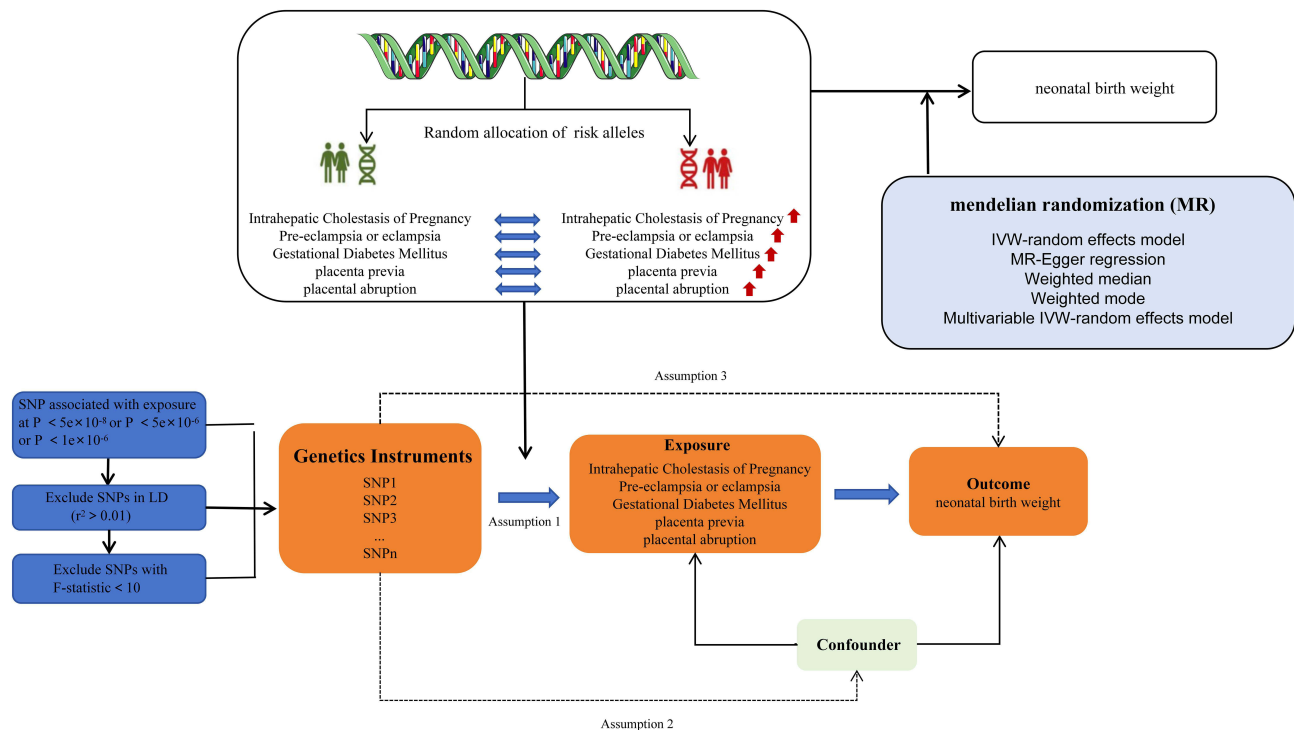 Random allocation of risk alleles
Intrahepatic Cholestasis of Pregnancy
Pre-eclampsia or eclampsia
Gestational Diabetes Mellitus
placenta previa
placental abruption
Intrahepatic Cholestasis of Pregnancy
Pre-eclampsia or eclampsia
Gestational Diabetes Mellitus
placenta previa
placental abruption
neonatal birth weight
mendelian randomization (MR)
IVW-random effects model
MR-Egger regression
Weighted median
Weighted mode
Multivariable IVW-random effects model
Assumption 3
SNP associated with exposure
at P < 5e×10⁻⁸ or P < 5e×10⁻⁶
or P < 1e×10⁻⁶
Exclude SNPs in LD
(r² > 0.01)
Exclude SNPs with
F-statistic < 10
Genetics Instruments
SNP1
SNP2
SNP3
...
SNPn
Assumption 1
Exposure
Intrahepatic Cholestasis of Pregnancy
Pre-eclampsia or eclampsia
Gestational Diabetes Mellitus
placenta previa
placental abruption
Outcome
neonatal birth weight
Confounder
Assumption 2